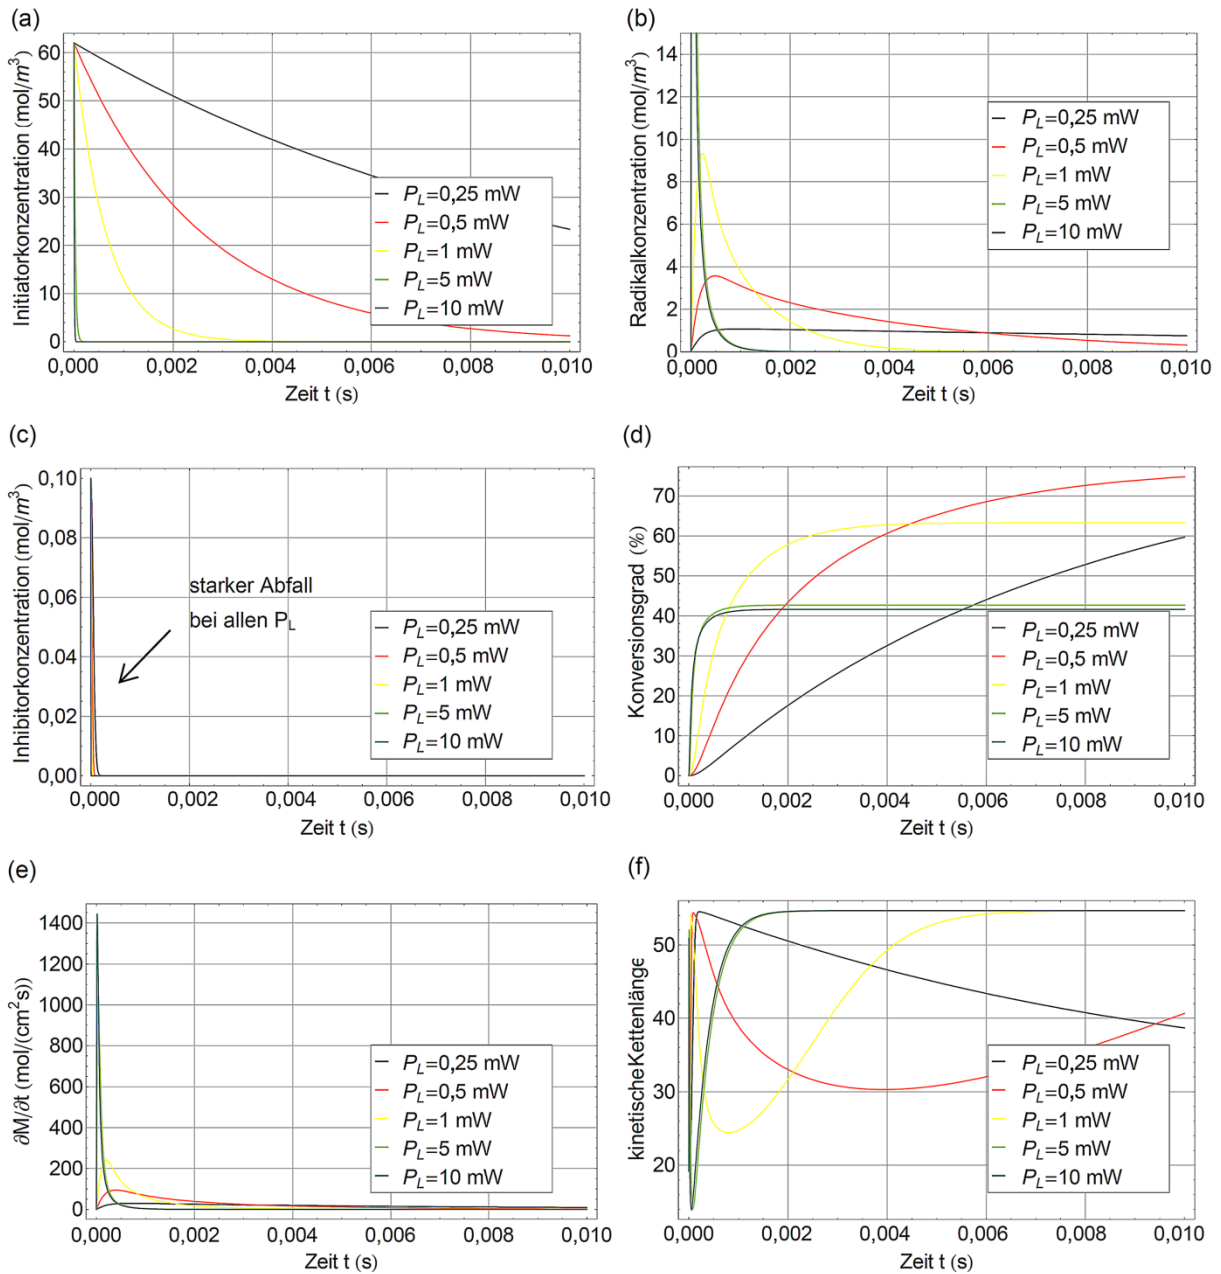 (a)
Initiatorkonzentration (mol/m³)
60
50
40
30
20
10
0
P_L=0,25 mW
P_L=0,5 mW
P_L=1 mW
P_L=5 mW
P_L=10 mW
0,000 0,002 0,004 0,006 0,008 0,010
Zeit t (s)
(b)
Radikalkonzentration (mol/m³)
14
12
10
8
6
4
2
0
P_L=0,25 mW
P_L=0,5 mW
P_L=1 mW
P_L=5 mW
P_L=10 mW
0,000 0,002 0,004 0,006 0,008 0,010
Zeit t (s)
(c)
Inhibitorkonzentration (mol/m³)
0,10
0,08
0,06
0,04
0,02
0,00
starker Abfall
bei allen P_L
P_L=0,25 mW
P_L=0,5 mW
P_L=1 mW
P_L=5 mW
P_L=10 mW
0,000 0,002 0,004 0,006 0,008 0,010
Zeit t (s)
(d)
Konversionsgrad (%)
70
60
50
40
30
20
10
0
P_L=0,25 mW
P_L=0,5 mW
P_L=1 mW
P_L=5 mW
P_L=10 mW
0,000 0,002 0,004 0,006 0,008 0,010
Zeit t (s)
(e)
∂M/∂t (mol/(cm²s))
1400
1200
1000
800
600
400
200
0
P_L=0,25 mW
P_L=0,5 mW
P_L=1 mW
P_L=5 mW
P_L=10 mW
0,000 0,002 0,004 0,006 0,008 0,010
Zeit t (s)
(f)
kinetische Kettenlänge
50
40
30
20
P_L=0,25 mW
P_L=0,5 mW
P_L=1 mW
P_L=5 mW
P_L=10 mW
0,000 0,002 0,004 0,006 0,008 0,010
Zeit t (s)